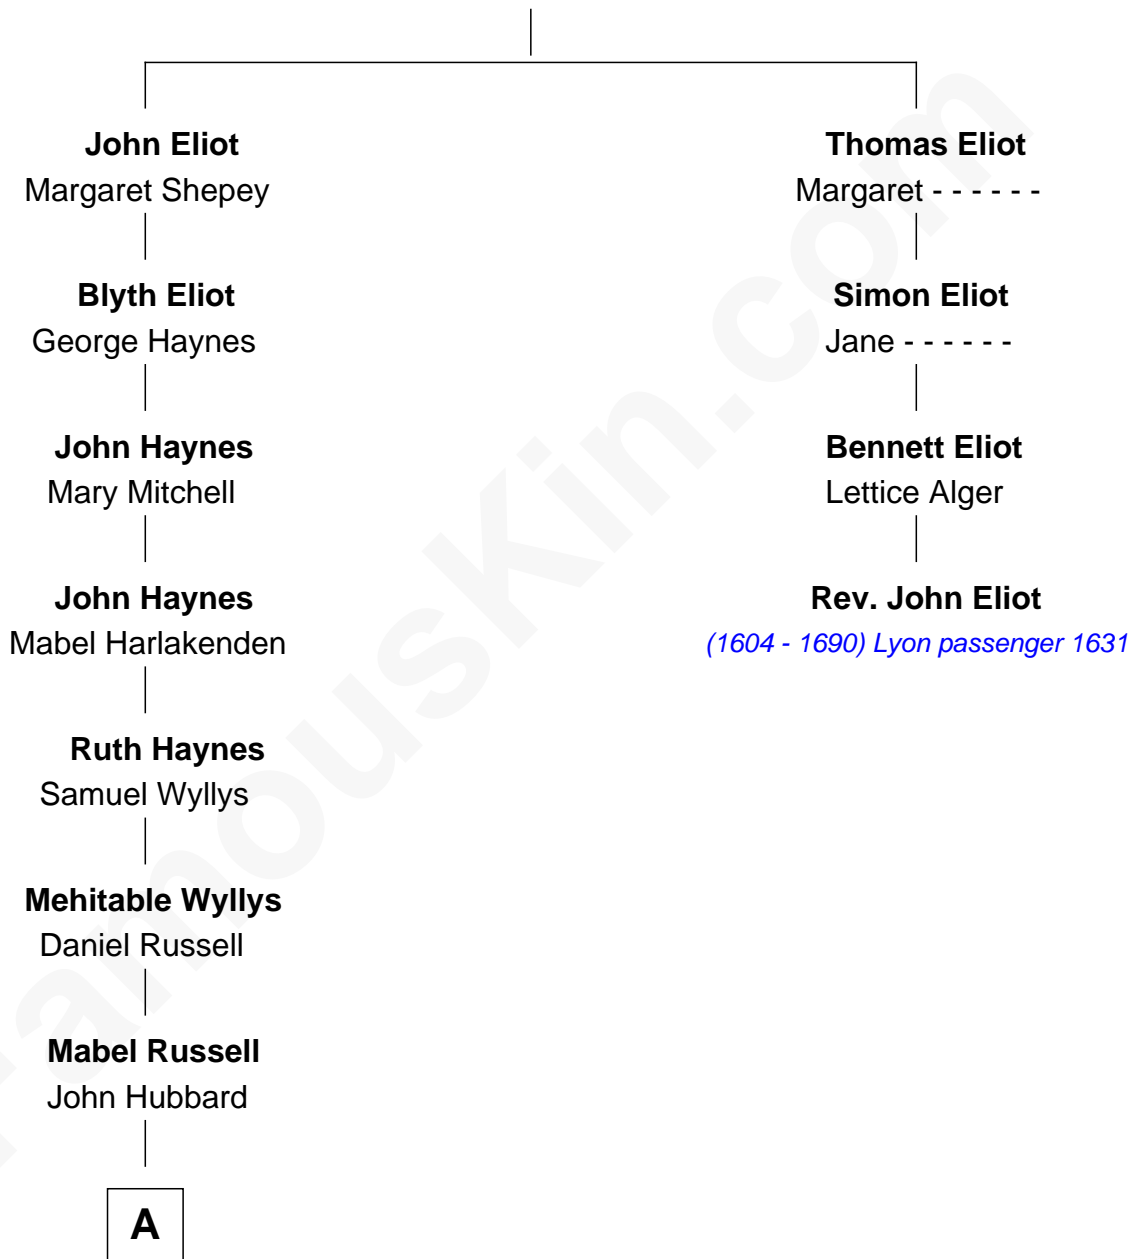 John Eliot
Margaret Shepey
Blyth Eliot
George Haynes
John Haynes
Mary Mitchell
John Haynes
Mabel Harlakenden
Ruth Haynes
Samuel Wyllys
Mehitable Wyllys
Daniel Russell
Mabel Russell
John Hubbard
A
Thomas Eliot
Margaret - - - - - -
Simon Eliot
Jane - - - - - -
Bennett Eliot
Lettice Alger
Rev. John Eliot
(1604 - 1690) Lyon passenger 1631
FamousKin.com